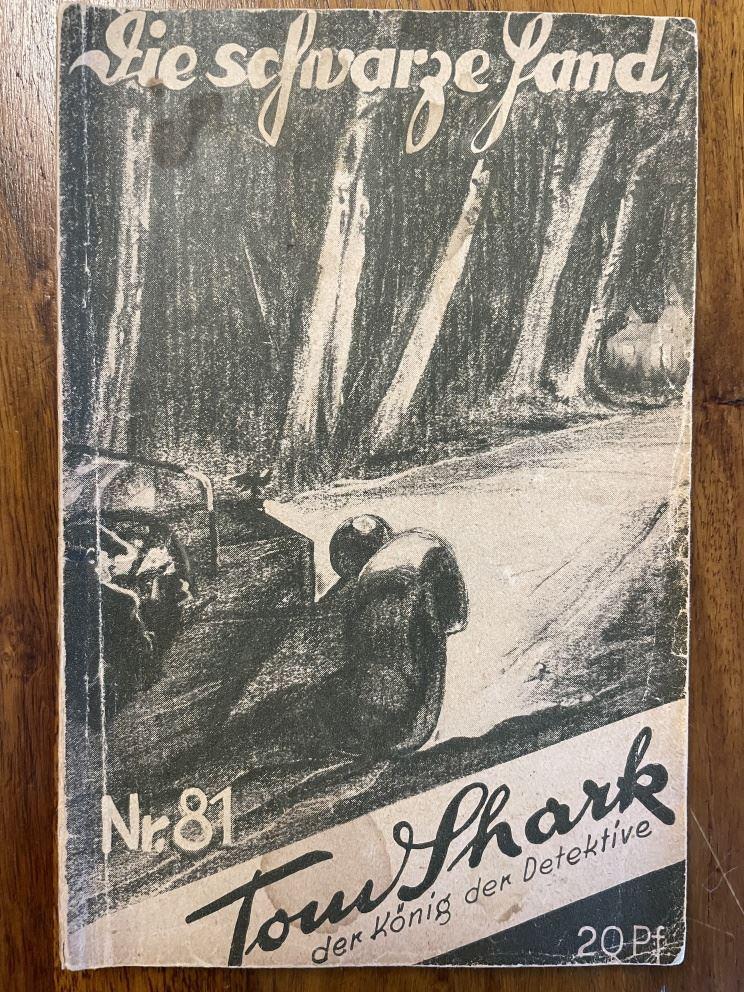 Die schwarze Hand
Nr. 81
Tom Shark
der König der Detektive
20 Pf